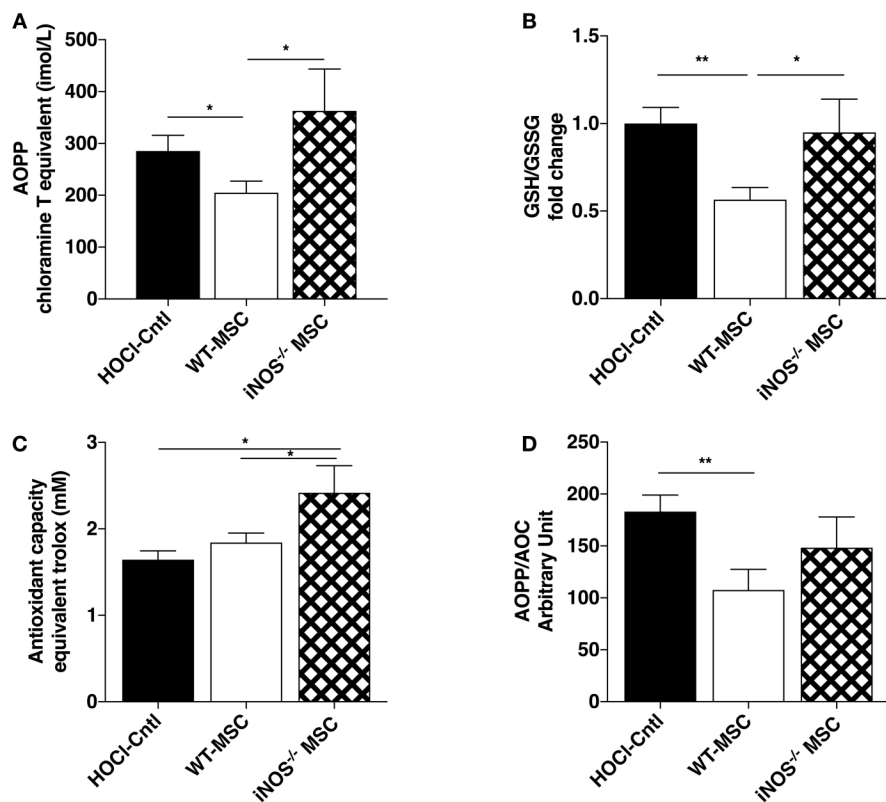 A
AOPP
chloramine T equivalent (imol/L)
500
400
300
200
100
0
*
*
HOCl-Cntl
WT-MSC
iNOS-/- MSC
B
GSH/GSSG
fold change
1.5
1.0
0.5
0.0
**
*
HOCl-Cntl
WT-MSC
iNOS-/- MSC
C
Antioxidant capacity
equivalent trolox (mM)
3
2
1
0
*
*
HOCl-Cntl
WT-MSC
iNOS-/- MSC
D
AOPP/AOC
Arbitrary Unit
250
200
150
100
50
0
**
HOCl-Cntl
WT-MSC
iNOS-/- MSC